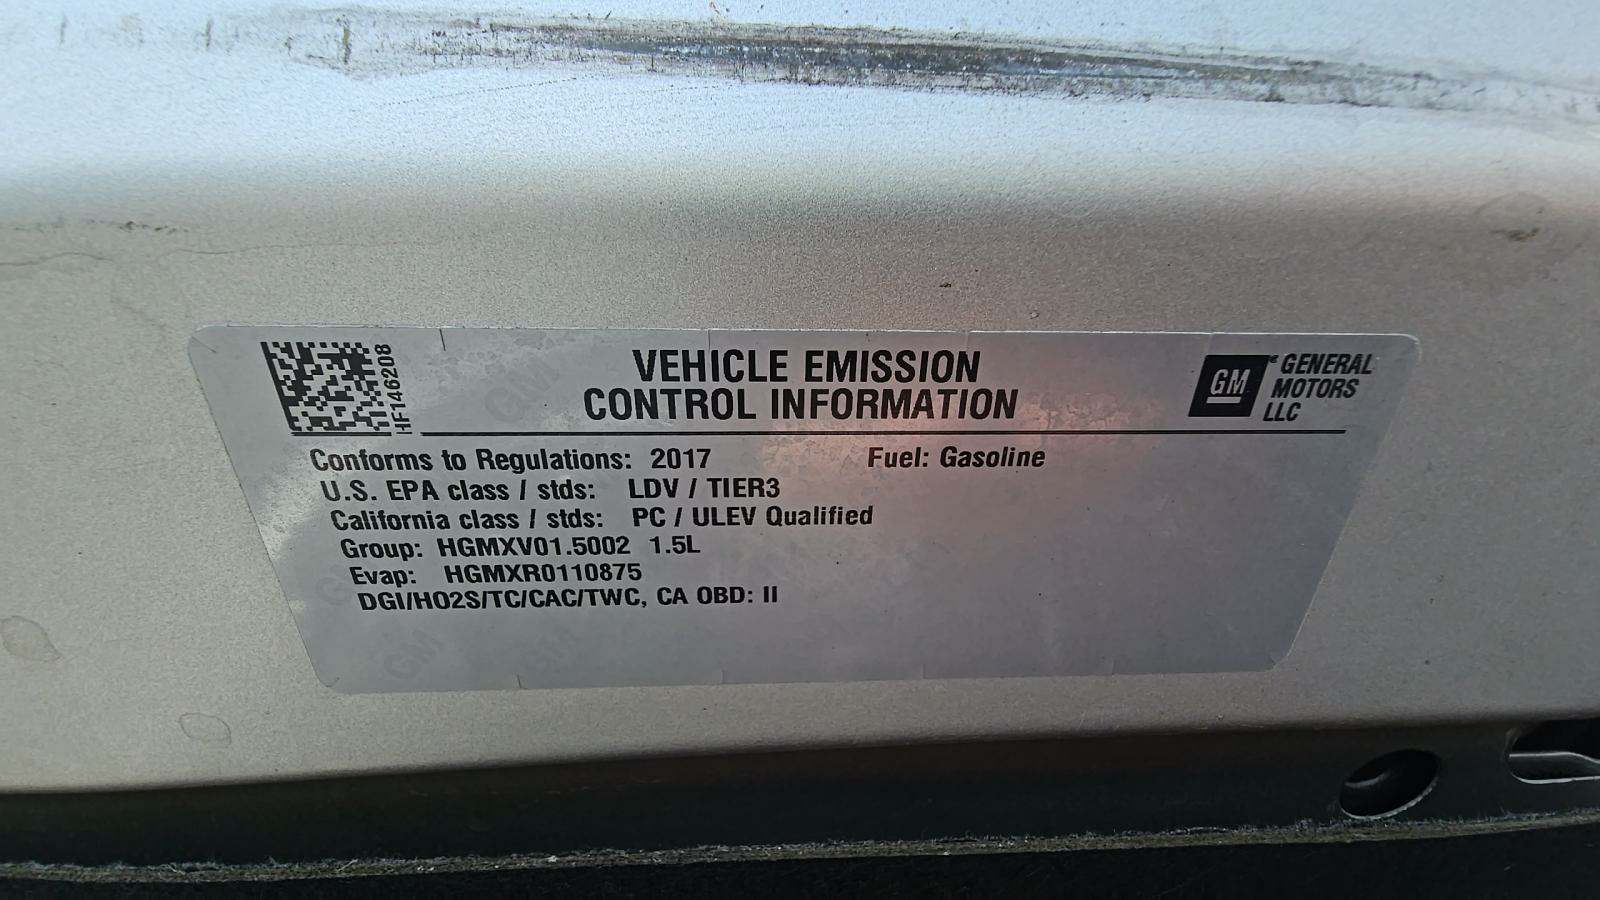 HF146208
VEHICLE EMISSION
CONTROL INFORMATION
GM
GENERAL
MOTORS
LLC
Conforms to Regulations: 2017 Fuel: Gasoline
U.S. EPA class / stds: LDV / TIER3
California class / stds: PC / ULEV Qualified
Group: HGMXV01.5002 1.5L
Evap: HGMXR0110875
DGI/HO2S/TC/CAC/TWC, CA OBD: II
GM
GM